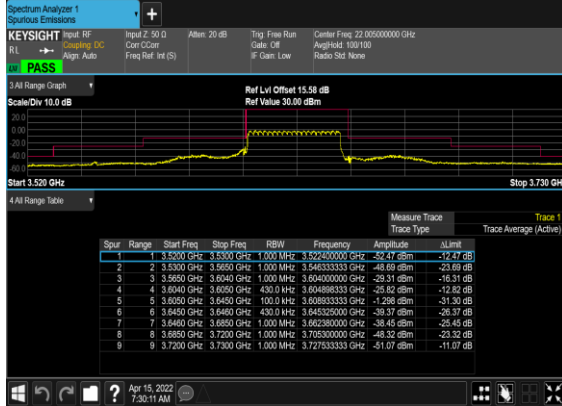 Spectrum Analyzer 1
Spurious Emissions
+
KEYSIGHT Input: RF Input Z: 50 Ω Atten: 20 dB Trig: Free Run Center Freq: 22.005000000 GHz
RL Coupling: DC Corr CCorr Gate: Off Avg|Hold: 100/100
Align: Auto Freq Ref: Int (S) IF Gain: Low Radio Std: None
PASS
3 All Range Graph
Ref Lvl Offset 15.58 dB
Scale/Div 10.0 dB Ref Value 30.00 dBm
20.0
0.00
-20.0
-40.0
-60.0
Start 3.520 GHz Stop 3.730 GH
4 All Range Table
Measure Trace Trace 1
Trace Type Trace Average (Active)
Spur Range Start Freq Stop Freq RBW Frequency Amplitude ΔLimit
1 1 3.5200 GHz 3.5300 GHz 1.000 MHz 3.522400000 GHz -52.47 dBm -12.47 dB
2 2 3.5300 GHz 3.5650 GHz 1.000 MHz 3.546333333 GHz -48.69 dBm -23.69 dB
3 3 3.5650 GHz 3.6040 GHz 1.000 MHz 3.604000000 GHz -29.31 dBm -16.31 dB
4 4 3.6040 GHz 3.6050 GHz 430.0 kHz 3.604898333 GHz -25.82 dBm -12.82 dB
5 5 3.6050 GHz 3.6450 GHz 100.0 kHz 3.608933333 GHz -1.298 dBm -31.30 dB
6 6 3.6450 GHz 3.6460 GHz 430.0 kHz 3.645325000 GHz -39.37 dBm -26.37 dB
7 7 3.6460 GHz 3.6850 GHz 1.000 MHz 3.662380000 GHz -38.45 dBm -25.45 dB
8 8 3.6850 GHz 3.7200 GHz 1.000 MHz 3.705300000 GHz -48.32 dBm -23.32 dB
9 9 3.7200 GHz 3.7300 GHz 1.000 MHz 3.727533333 GHz -51.07 dBm -11.07 dB
? Apr 15, 2022
7:30:11 AM